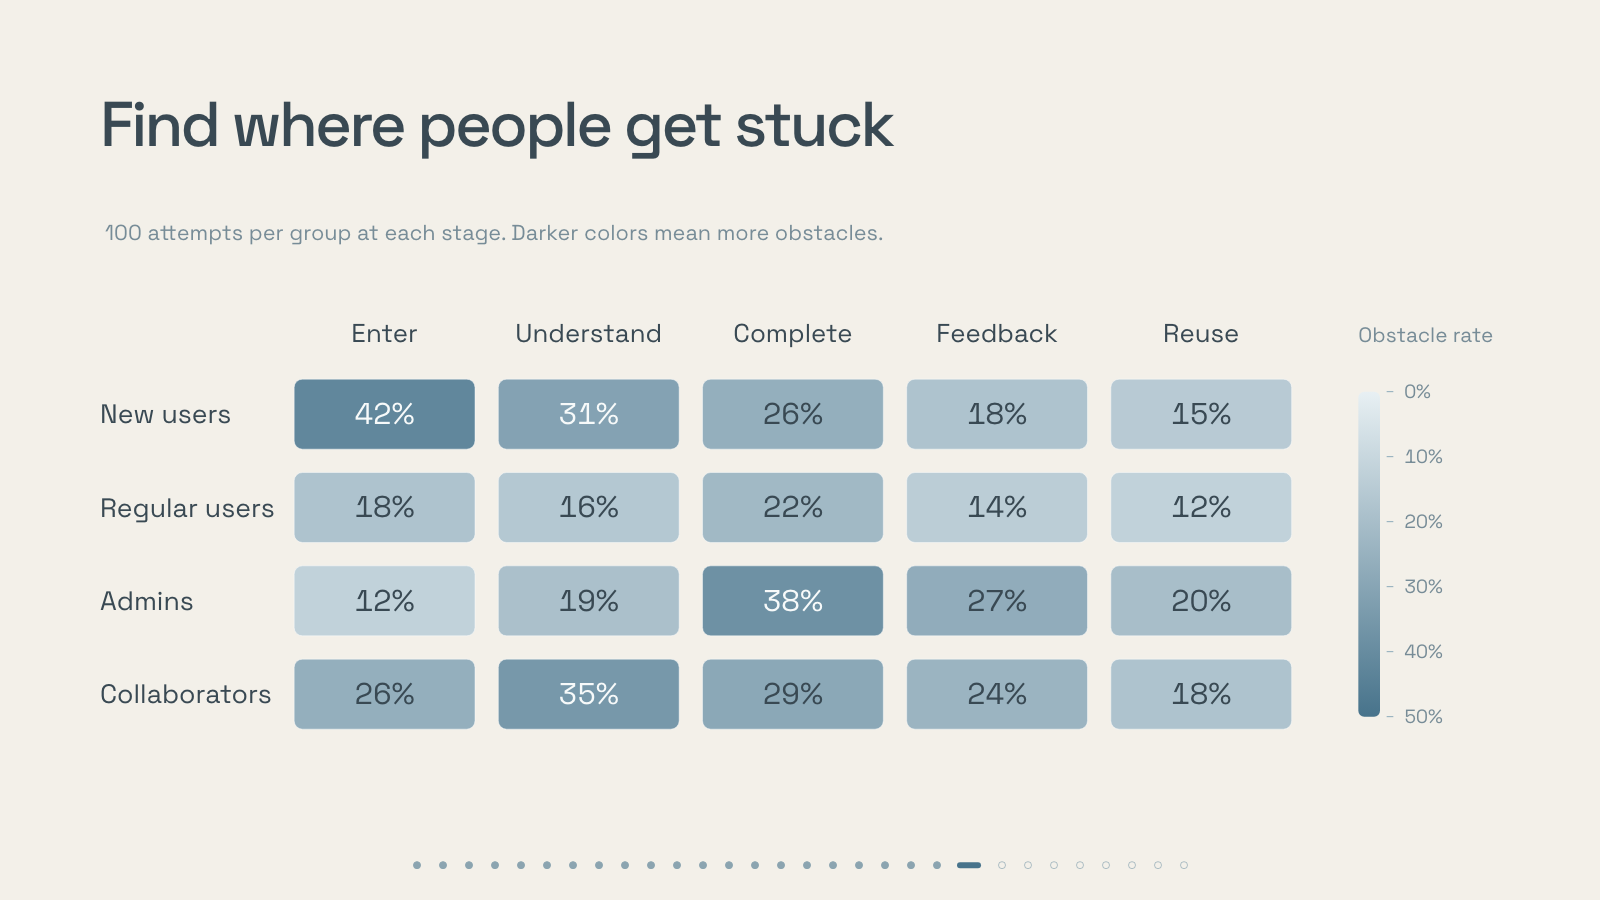 Find where people get stuck
100 attempts per group at each stage. Darker colors mean more obstacles.
Enter Understand Complete Feedback Reuse Obstacle rate
New users 42% 31% 26% 18% 15%
Regular users 18% 16% 22% 14% 12%
Admins 12% 19% 38% 27% 20%
Collaborators 26% 35% 29% 24% 18%
0%
10%
20%
30%
40%
50%